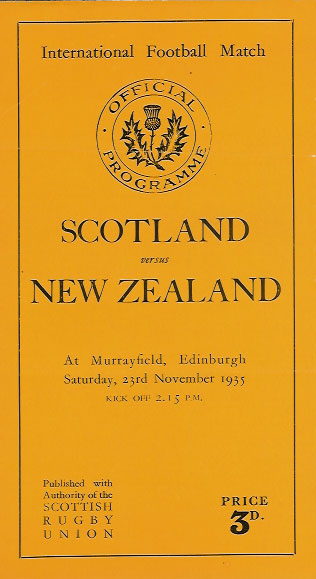 International Football Match
· OFFICIAL ·
PROGRAMME
SCOTLAND
versus
NEW ZEALAND
At Murrayfield, Edinburgh
Saturday, 23rd November 1935
KICK OFF 2.15 P.M.
Published with
Authority of the
SCOTTISH
RUGBY
UNION
PRICE
3D.